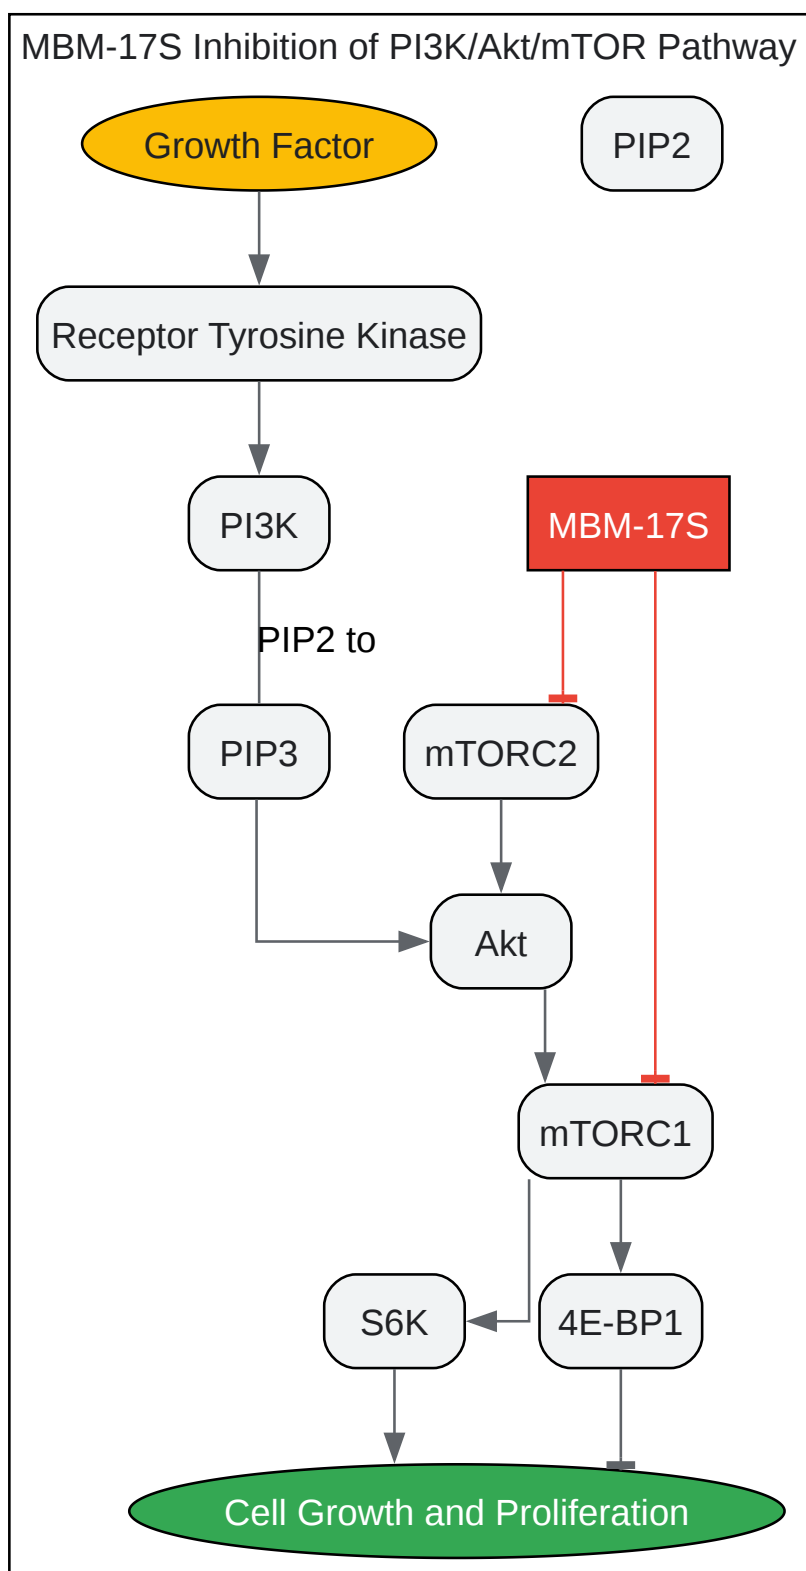 MBM-17S Inhibition of PI3K/Akt/mTOR Pathway
Growth Factor
PIP2
Receptor Tyrosine Kinase
PI3K
MBM-17S
PIP2 to
PIP3
mTORC2
Akt
mTORC1
S6K
4E-BP1
Cell Growth and Proliferation